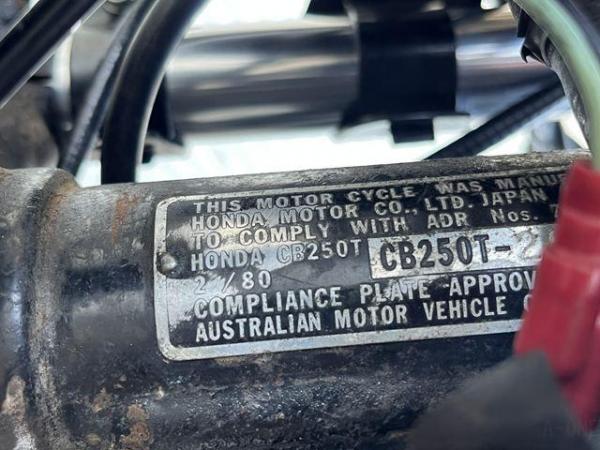 THIS MOTOR CYCLE WAS
HONDA MOTOR CO., LTD. JAPAN
TO COMPLY WITH ADR Nos.
HONDA CB250T CB250T-
2 / 80
COMPLIANCE PLATE
AUSTRALIAN MOTOR VEHICLE